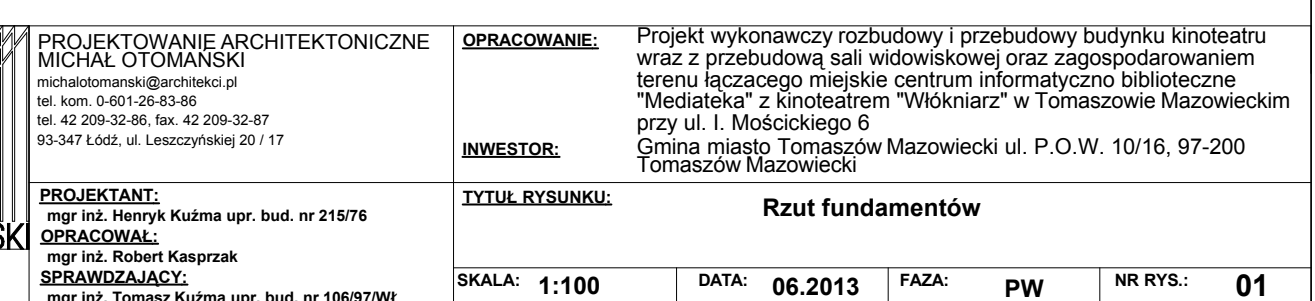 PROJEKTOWANIE ARCHITEKTONICZNE
MICHAŁ OTOMAŃSKI
michalotomanski@architekci.pl
tel. kom. 0-601-26-83-86
tel. 42 209-32-86, fax. 42 209-32-87
93-347 Łódź, ul. Leszczyńskiej 20 / 17
OPRACOWANIE:
Projekt wykonawczy rozbudowy i przebudowy budynku kinoteatru
wraz z przebudową sali widowiskowej oraz zagospodarowaniem
terenu łączacego miejskie centrum informatyczno biblioteczne
"Mediateka" z kinoteatrem "Włókniarz" w Tomaszowie Mazowieckim
przy ul. I. Mościckiego 6
INWESTOR:
Gmina miasto Tomaszów Mazowiecki ul. P.O.W. 10/16, 97-200
Tomaszów Mazowiecki
SKI
PROJEKTANT:
mgr inż. Henryk Kuźma upr. bud. nr 215/76
OPRACOWAŁ:
mgr inż. Robert Kasprzak
SPRAWDZAJĄCY:
mgr inż. Tomasz Kuźma upr. bud. nr 106/97/WŁ
TYTUŁ RYSUNKU:
Rzut fundamentów
SKALA: 1:100
DATA: 06.2013
FAZA: PW
NR RYS.: 01